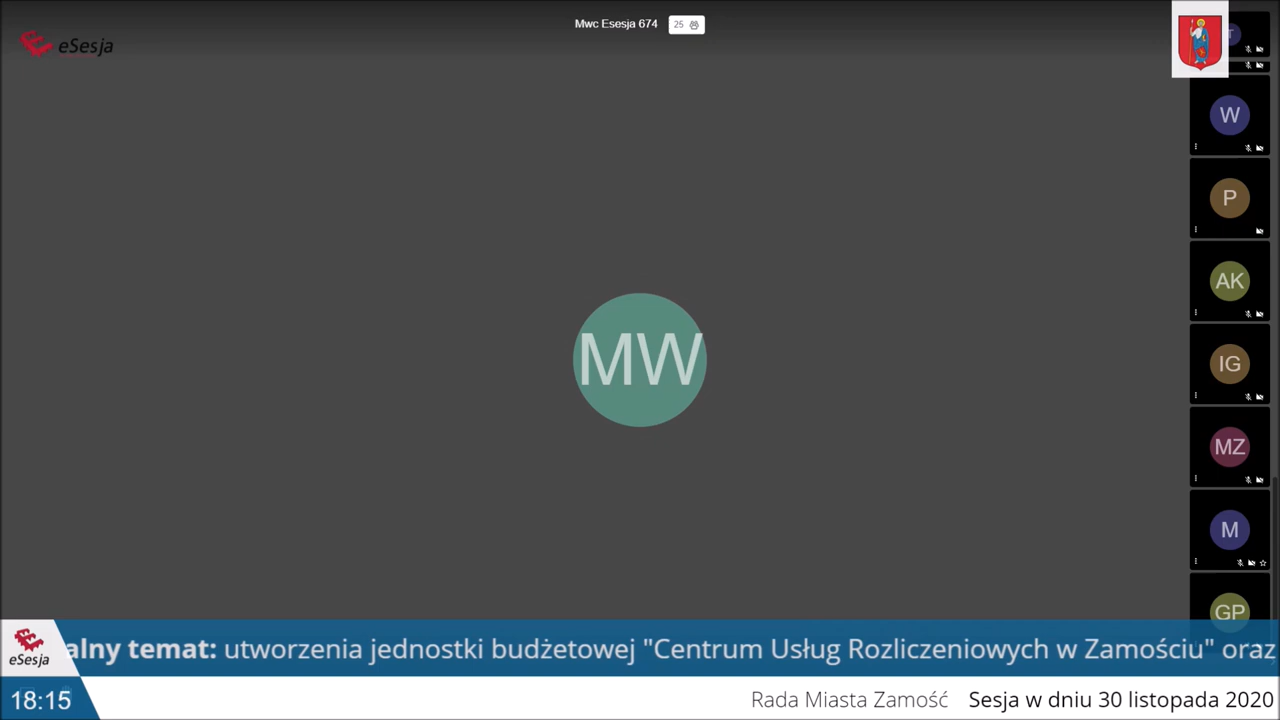 Mwc Esesja 674 25
eSesja
T
W
P
AK
IG
MZ
M
GP
MW
eSesja
alny temat: utworzenia jednostki budżetowej "Centrum Usług Rozliczeniowych w Zamościu" oraz
18:15
Rada Miasta Zamość Sesja w dniu 30 listopada 2020